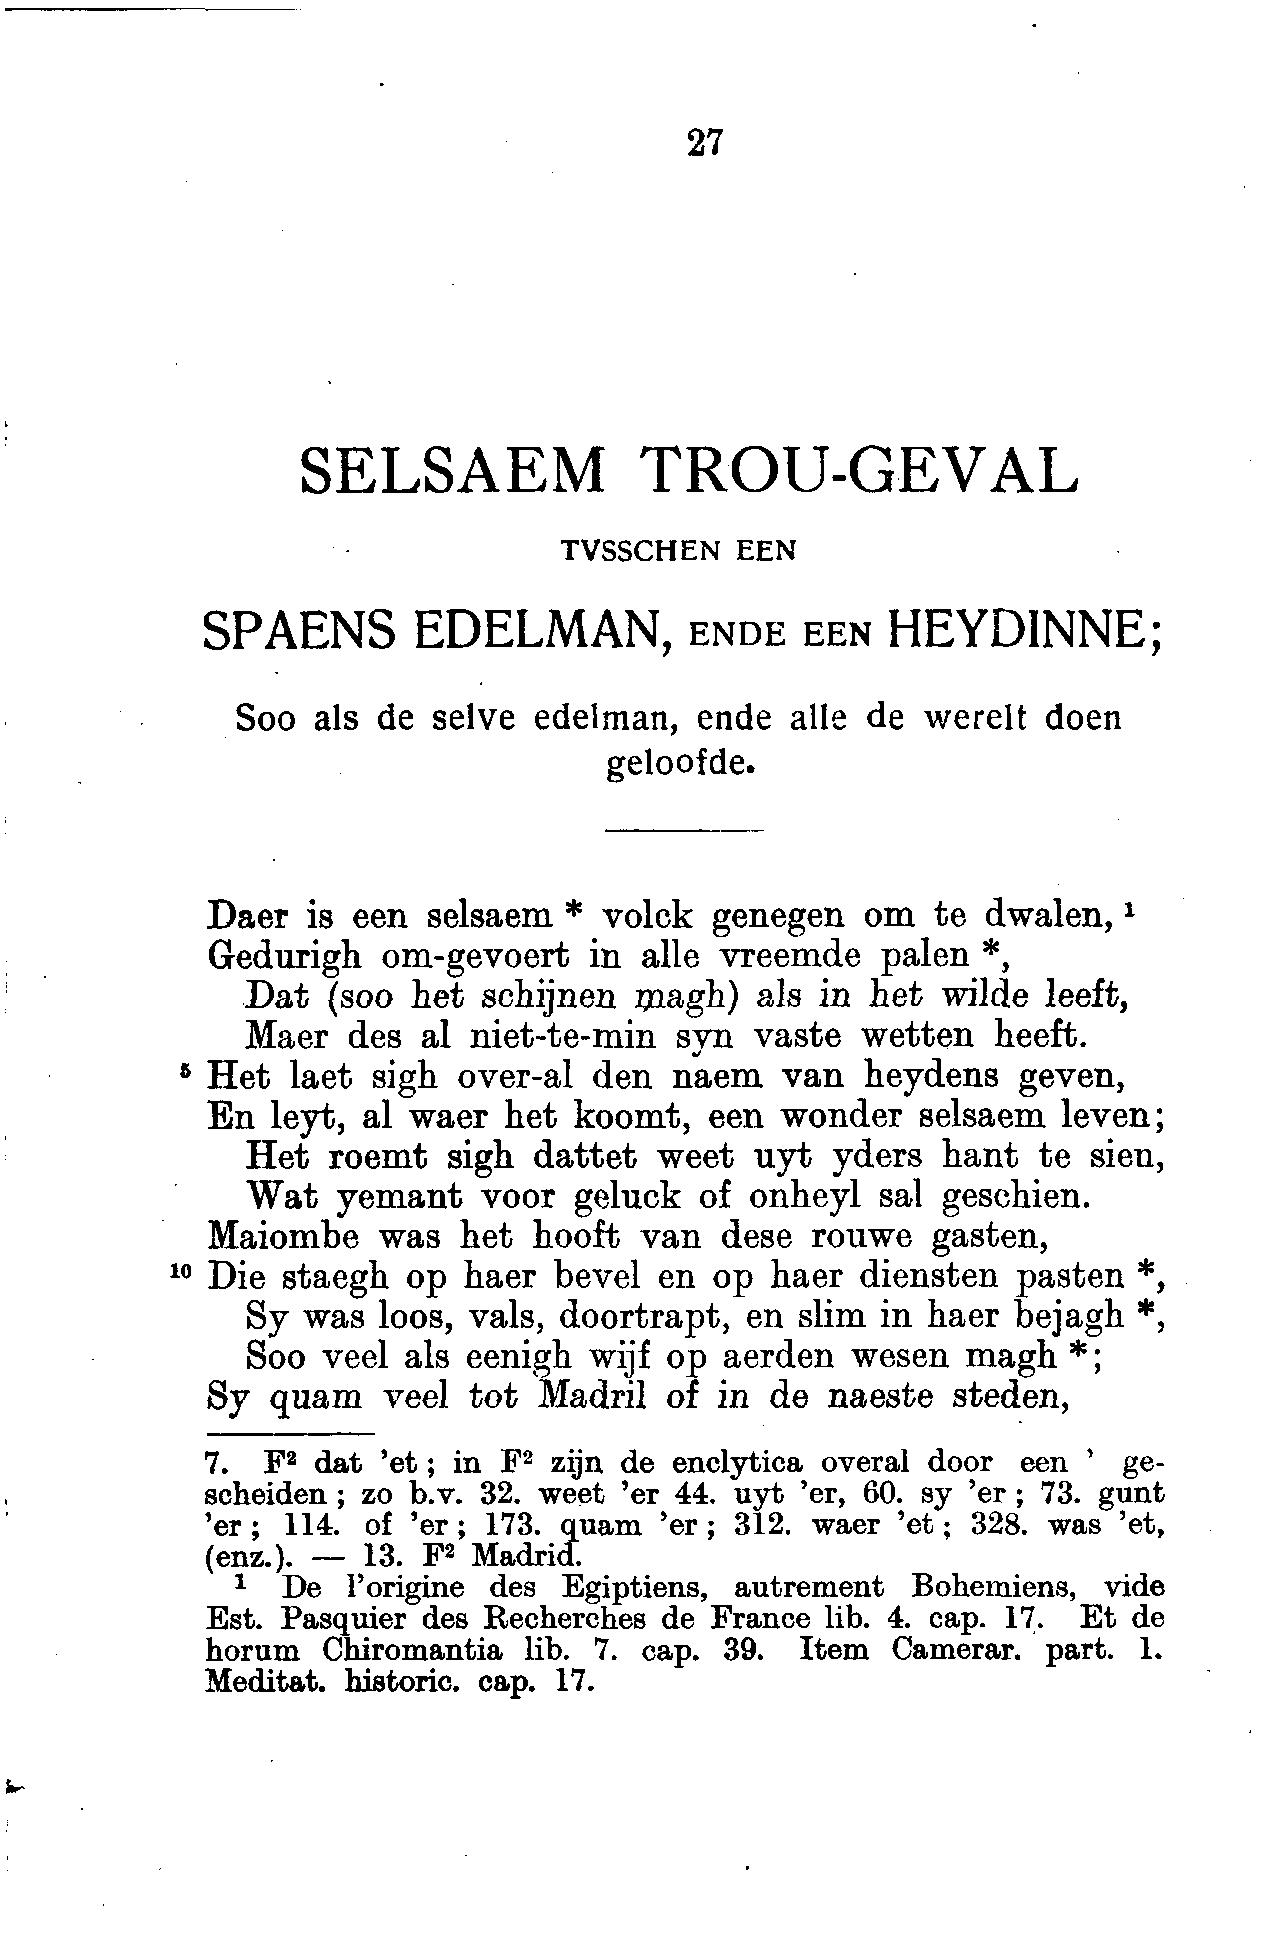 27
SELSAEM TROU-GEVAL
TVSSCHEN EEN
SPAENS EDELMAN, ENDE EEN HEYDINNE;
Soo als de selve edelman, ende alle de werelt doen
geloofde.
Daer is een selsaem * volck genegen om te dwalen, ¹
Gedurigh om-gevoert in alle vreemde palen *,
Dat (soo het schijnen magh) als in het wilde leeft,
Maer des al niet-te-min syn vaste wetten heeft.
⁵ Het laet sigh over-al den naem van heydens geven,
En leyt, al waer het koomt, een wonder selsaem leven;
Het roemt sigh dattet weet uyt yders hant te sien,
Wat yemant voor geluck of onheyl sal geschien.
Maiombe was het hooft van dese rouwe gasten,
¹⁰ Die staegh op haer bevel en op haer diensten pasten *,
Sy was loos, vals, doortrapt, en slim in haer bejagh *,
Soo veel als eenigh wijf op aerden wesen magh *;
Sy quam veel tot Madril of in de naeste steden,
7. F² dat 'et ; in F² zijn de enclytica overal door een ' ge-
scheiden ; zo b.v. 32. weet 'er 44. uyt 'er, 60. sy 'er ; 73. gunt
'er ; 114. of 'er ; 173. quam 'er ; 312. waer 'et ; 328. was 'et,
(enz.). — 13. F² Madrid.
¹ De l'origine des Egiptiens, autrement Bohemiens, vide
Est. Pasquier des Recherches de France lib. 4. cap. 17. Et de
horum Chiromantia lib. 7. cap. 39. Item Camerar. part. 1.
Meditat. historic. cap. 17.